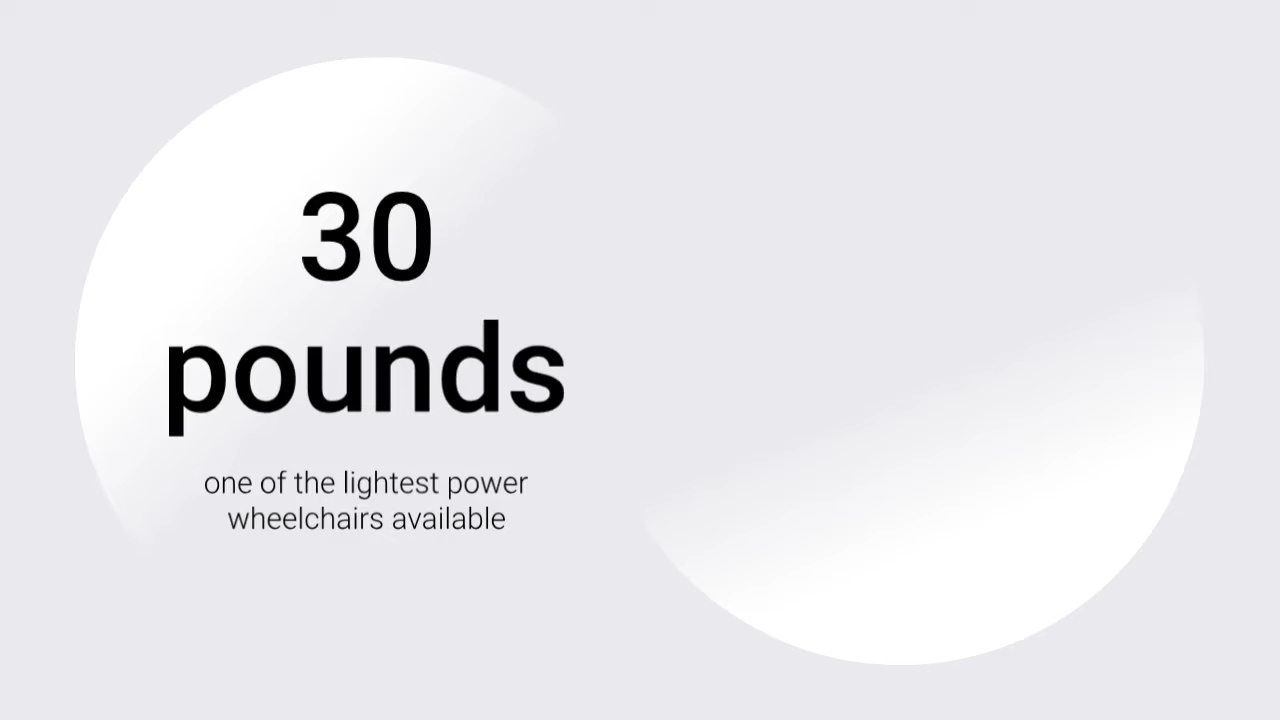 30
pounds
one of the lightest power
wheelchairs available